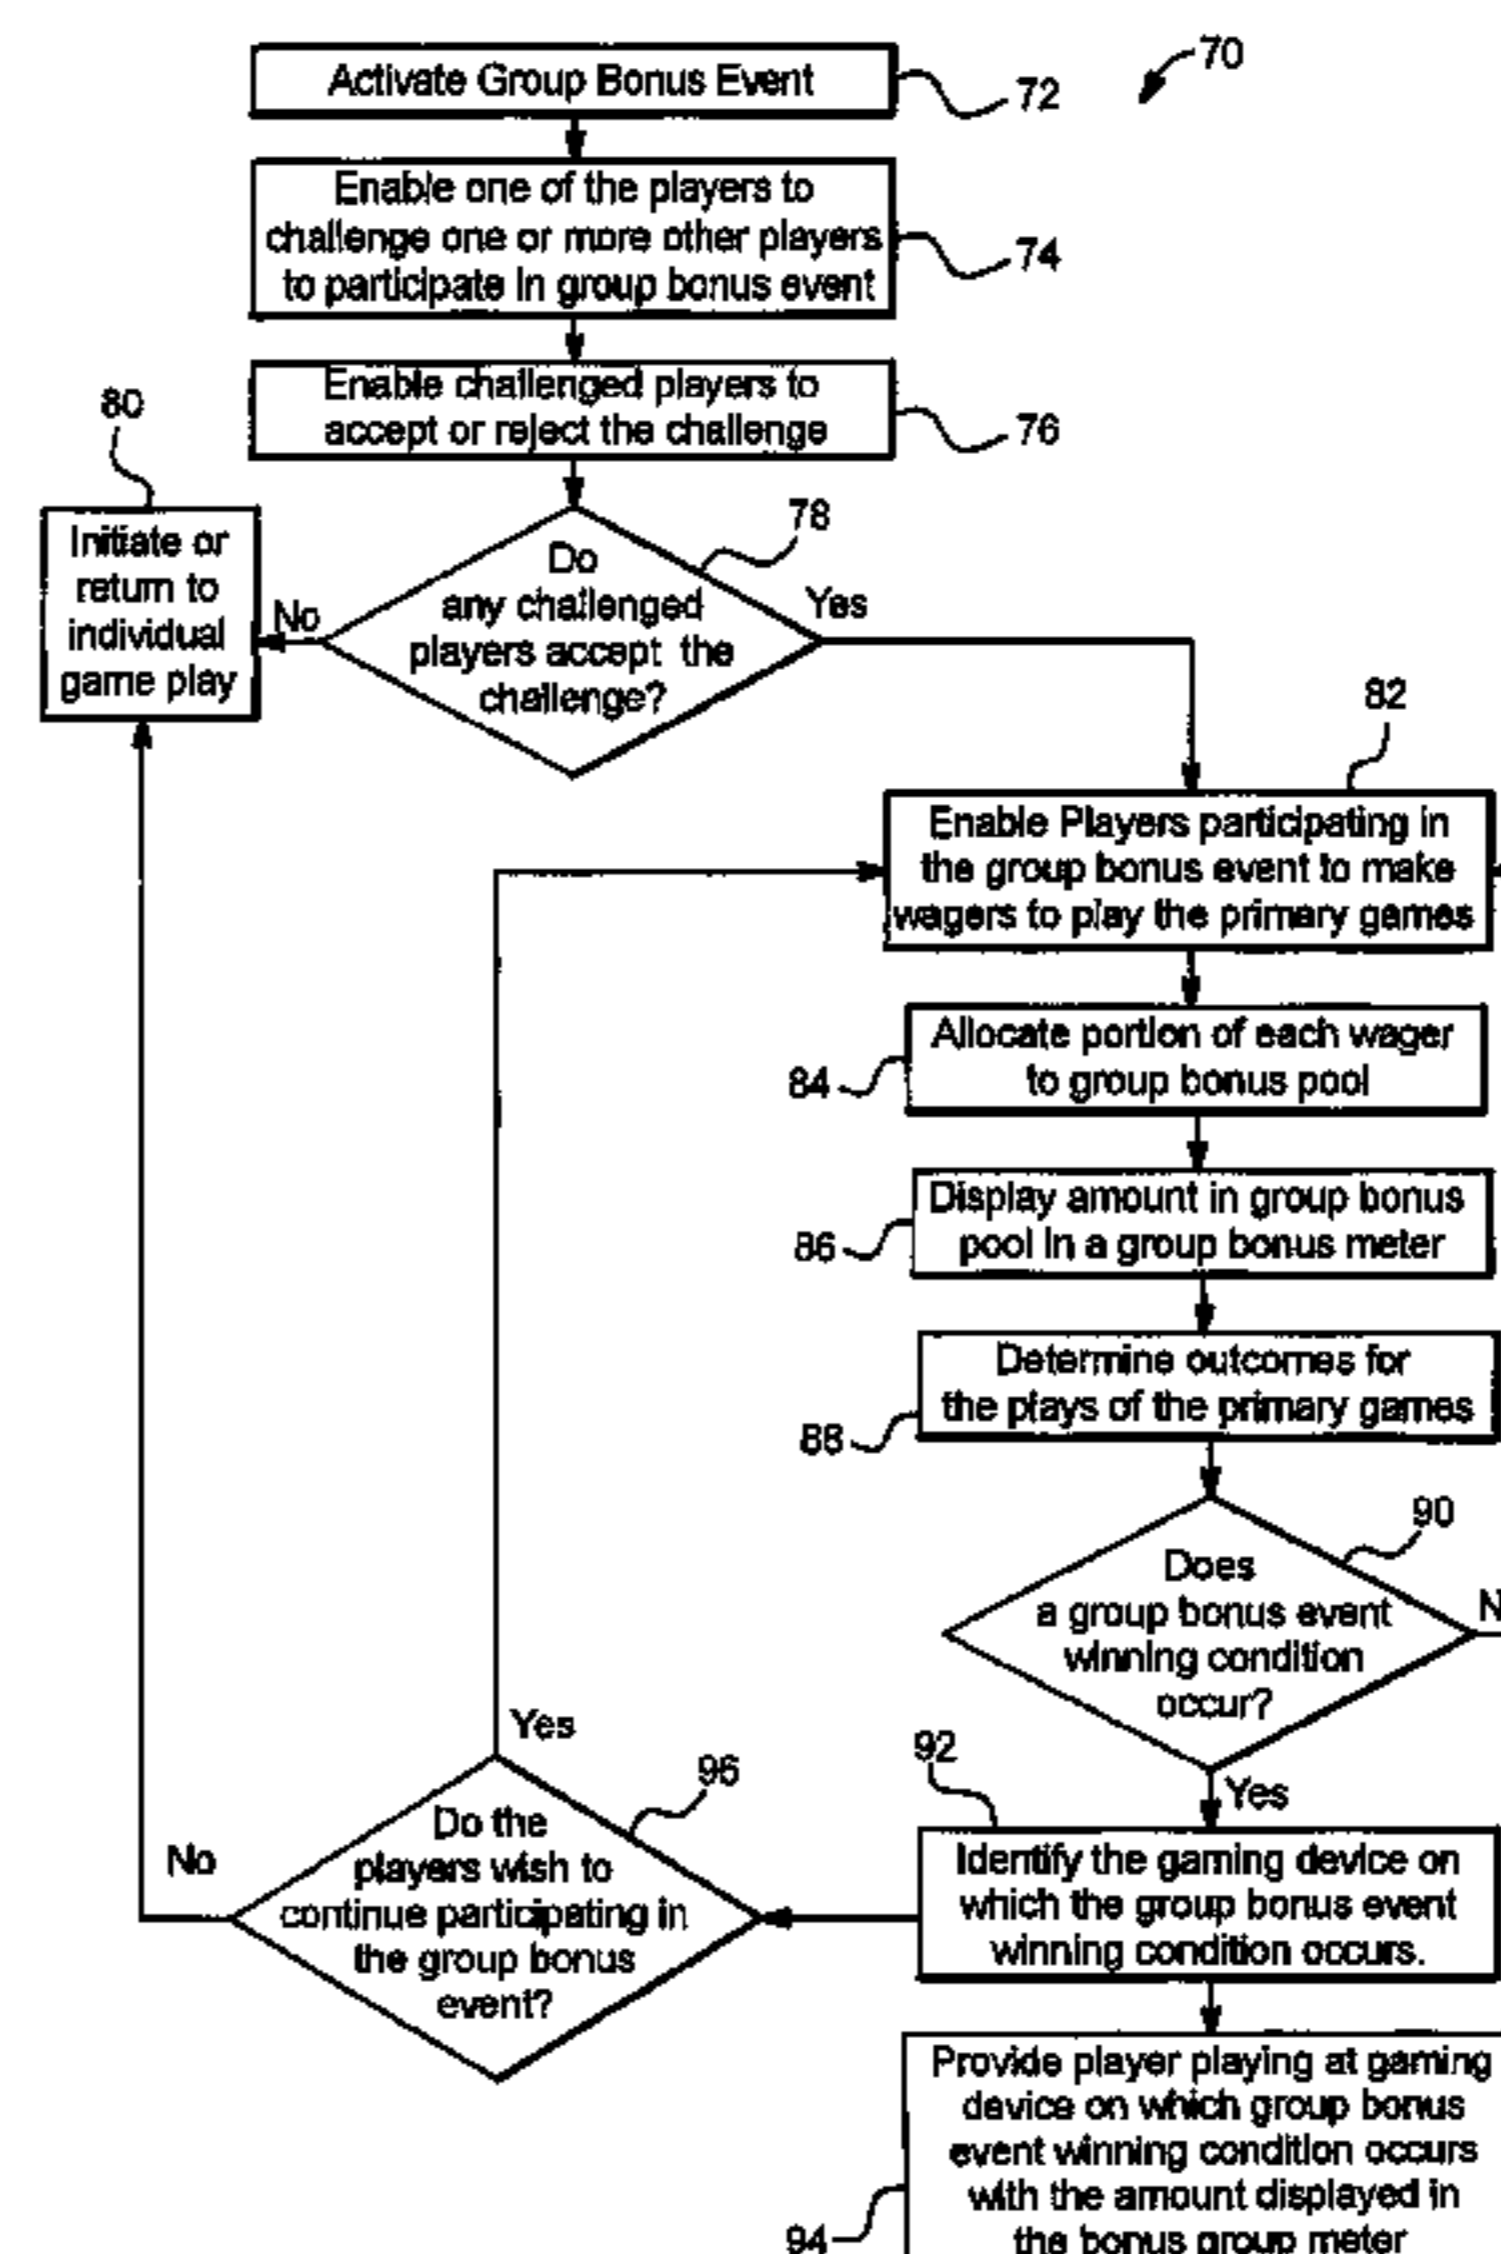 70
Activate Group Bonus Event
72
Enable one of the players to
challenge one or more other players
to participate in group bonus event
74
Enable challenged players to
accept or reject the challenge
76
80
Initiate or
return to
individual
game play
No
78
Do
any challenged
players accept the
challenge?
Yes
82
Enable Players participating in
the group bonus event to make
wagers to play the primary games
Allocate portion of each wager
to group bonus pool
84
Display amount in group bonus
pool in a group bonus meter
86
Determine outcomes for
the plays of the primary games
88
90
Does
a group bonus event
winning condition
occur?
N
Yes
92
Identify the gaming device on
which the group bonus event
winning condition occurs.
Yes
96
Do the
players wish to
continue participating in
the group bonus
event?
No
Provide player playing at gaming
device on which group bonus
event winning condition occurs
with the amount displayed in
the bonus group meter
94